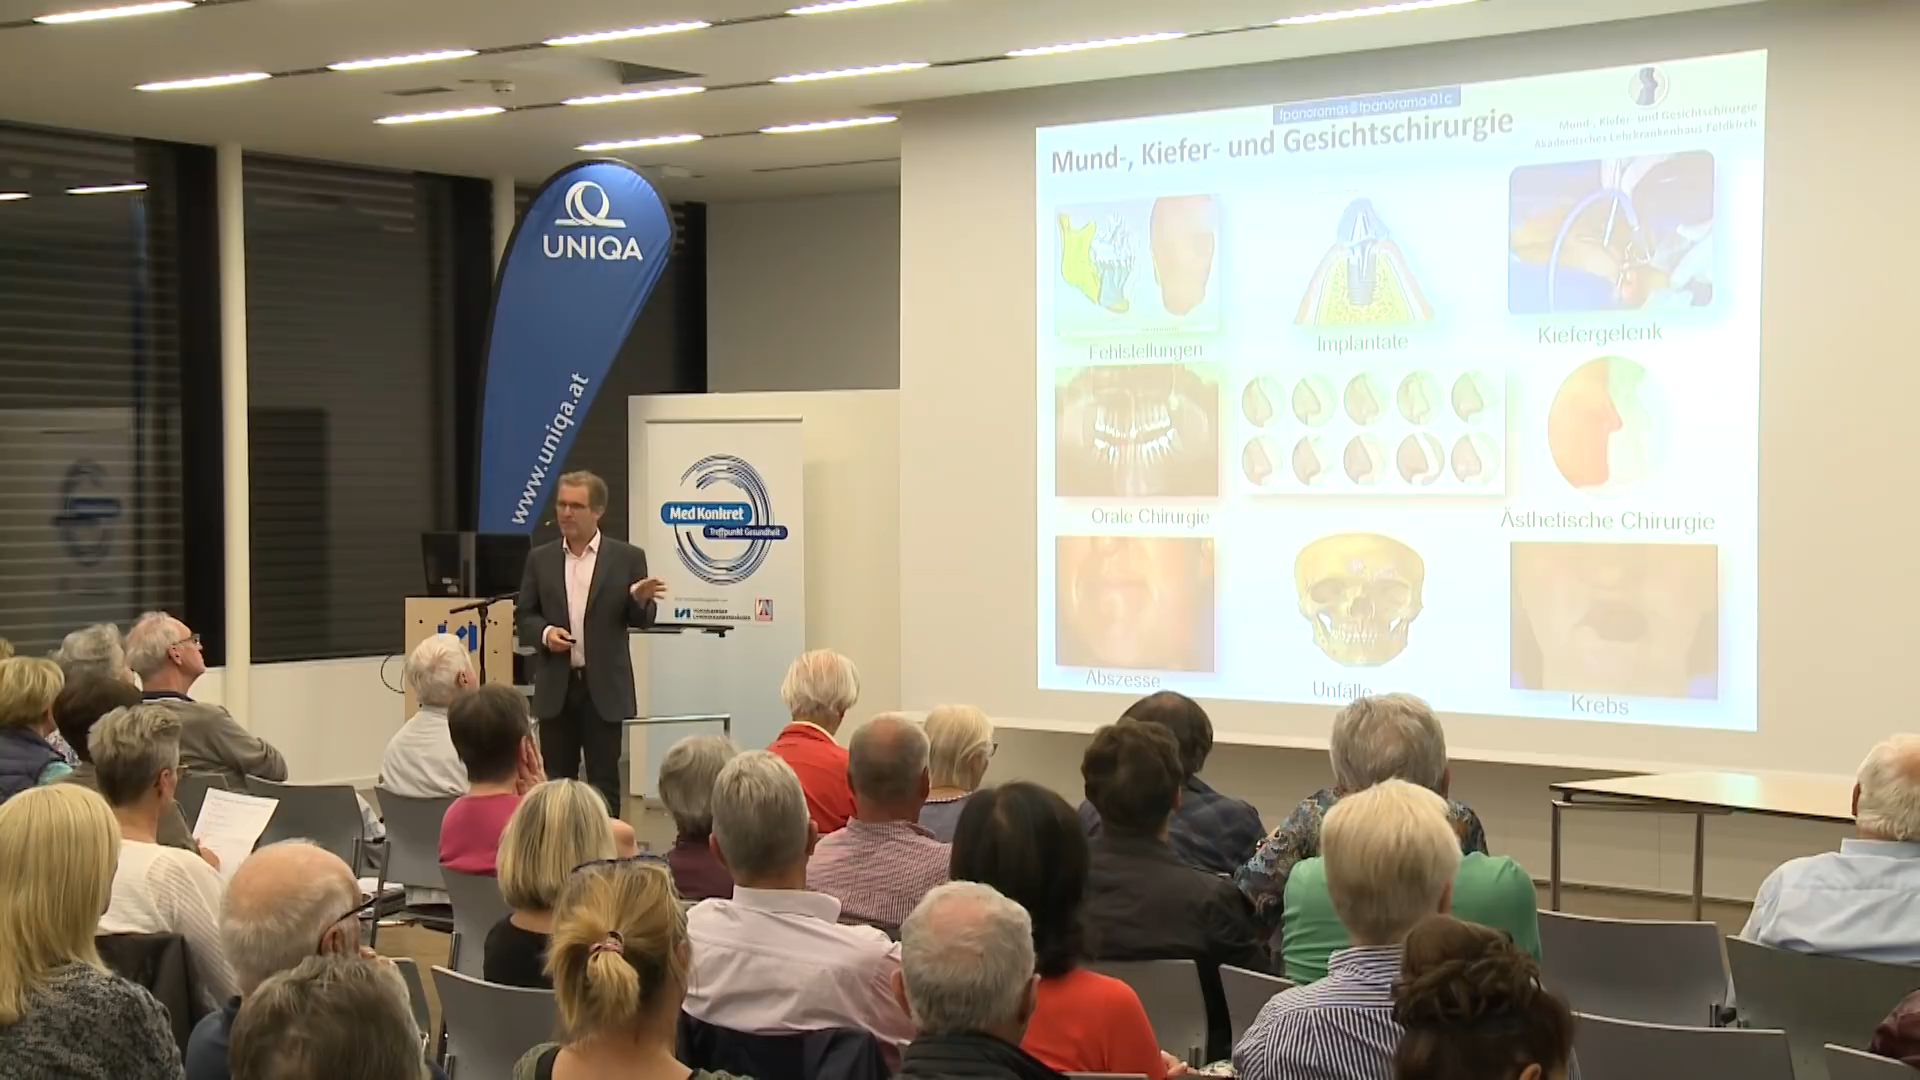 fpanoramas@fpanorama-01c
Mund-, Kiefer- und Gesichtschirurgie
Mund-, Kiefer- und Gesichtschirurgie
Akademisches Lehrkrankenhaus Feldkirch
Fehlstellungen
Implantate
Kiefergelenk
Orale Chirurgie
Ästhetische Chirurgie
Abszesse
Unfälle
Krebs
UNIQA
www.uniqa.at
Med Konkret
Treffpunkt Gesundheit